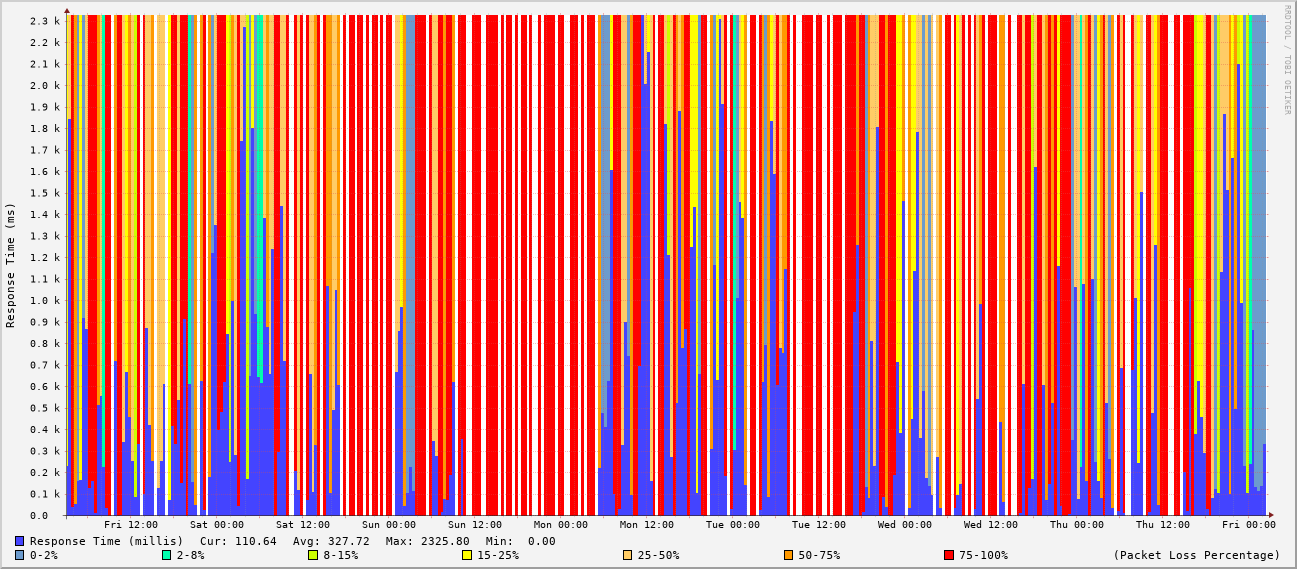 RRDTOOL / TOBI OETIKER
Response Time (ms)
2.3 k
2.2 k
2.1 k
2.0 k
1.9 k
1.8 k
1.7 k
1.6 k
1.5 k
1.4 k
1.3 k
1.2 k
1.1 k
1.0 k
0.9 k
0.8 k
0.7 k
0.6 k
0.5 k
0.4 k
0.3 k
0.2 k
0.1 k
0.0
Fri 12:00 Sat 00:00 Sat 12:00 Sun 00:00 Sun 12:00 Mon 00:00 Mon 12:00 Tue 00:00 Tue 12:00 Wed 00:00 Wed 12:00 Thu 00:00 Thu 12:00 Fri 00:00
Response Time (millis) Cur: 110.64 Avg: 327.72 Max: 2325.80 Min: 0.00
0-2% 2-8% 8-15% 15-25% 25-50% 50-75% 75-100% (Packet Loss Percentage)